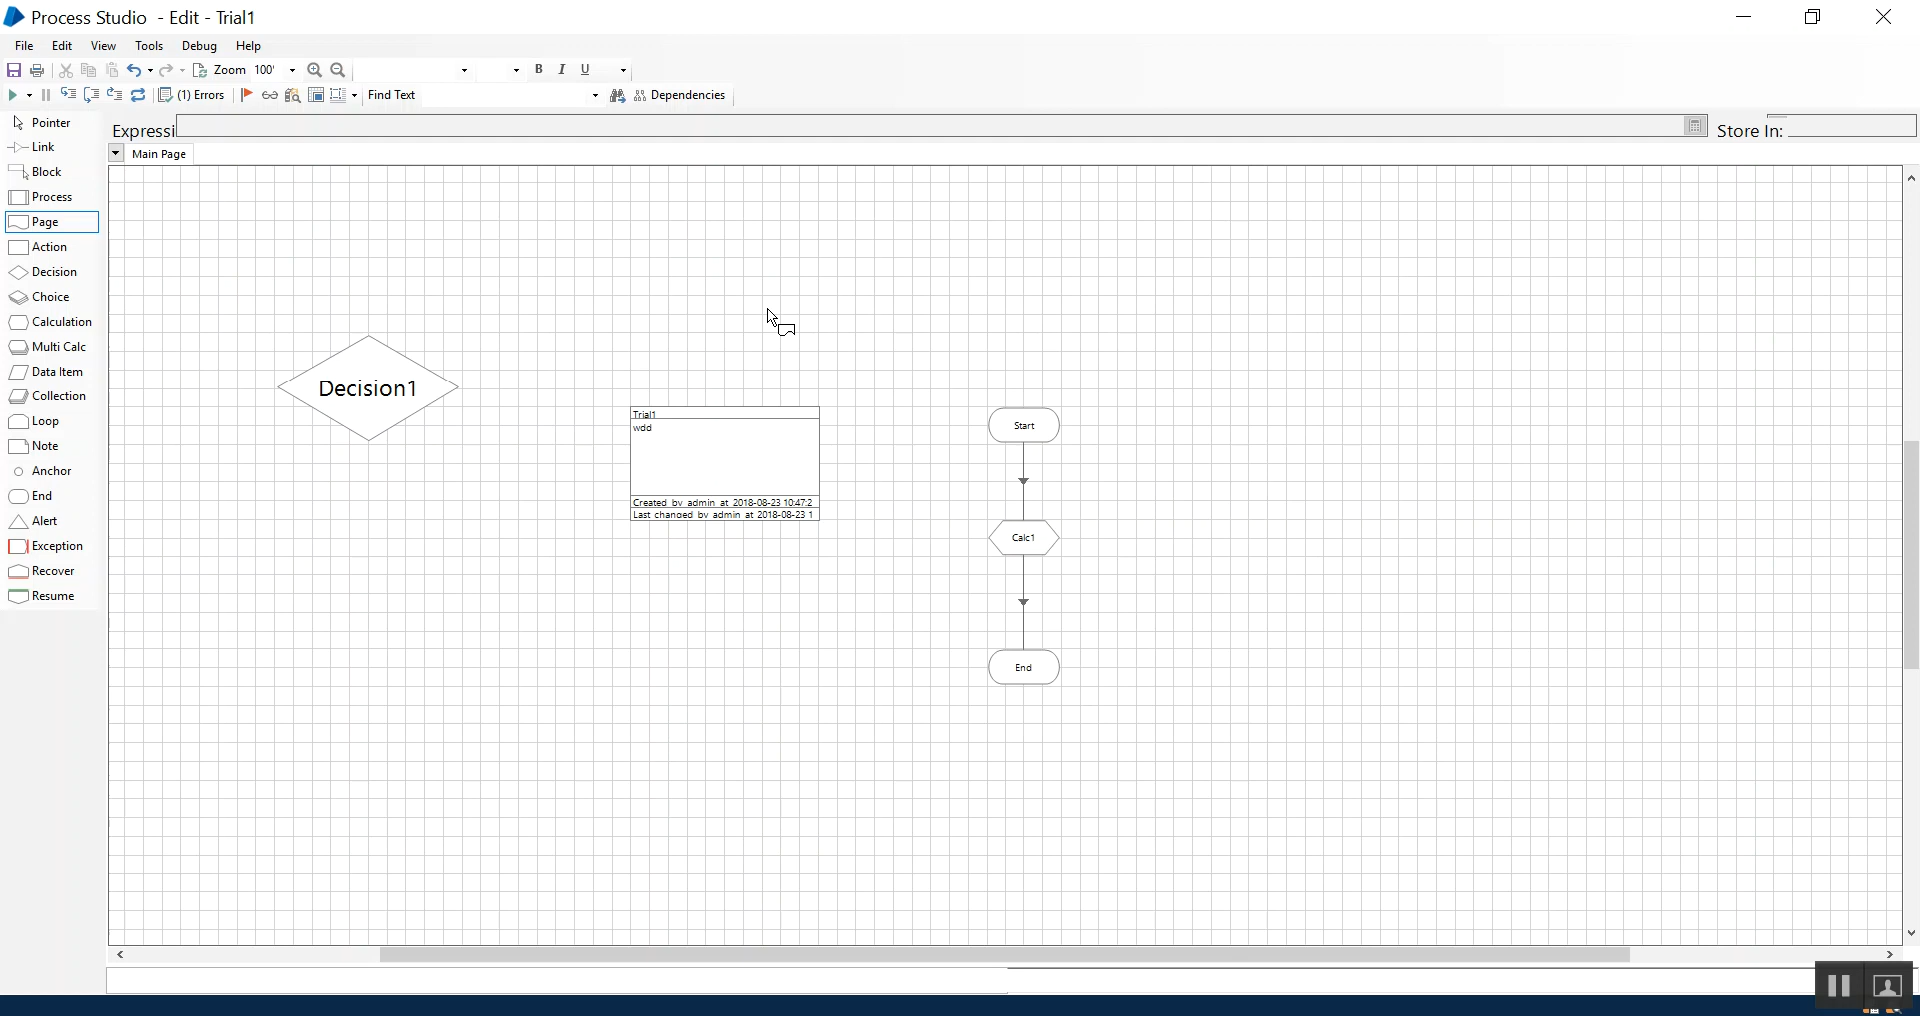 Process Studio - Edit - Trial1
File Edit View Tools Debug Help
Zoom 100' B I U
(1) Errors Find Text Dependencies
Pointer
Expressi Store In:
Link
Main Page
Block
Process
Page
Action
Decision
Choice
Calculation
Multi Calc
Data Item
Collection
Loop
Note
Anchor
End
Alert
Exception
Recover
Resume
Decision1
Trial1
wdd
Created by admin at 2018-08-23 10:47:2
Last changed by admin at 2018-08-23 1
Start
Calc1
End